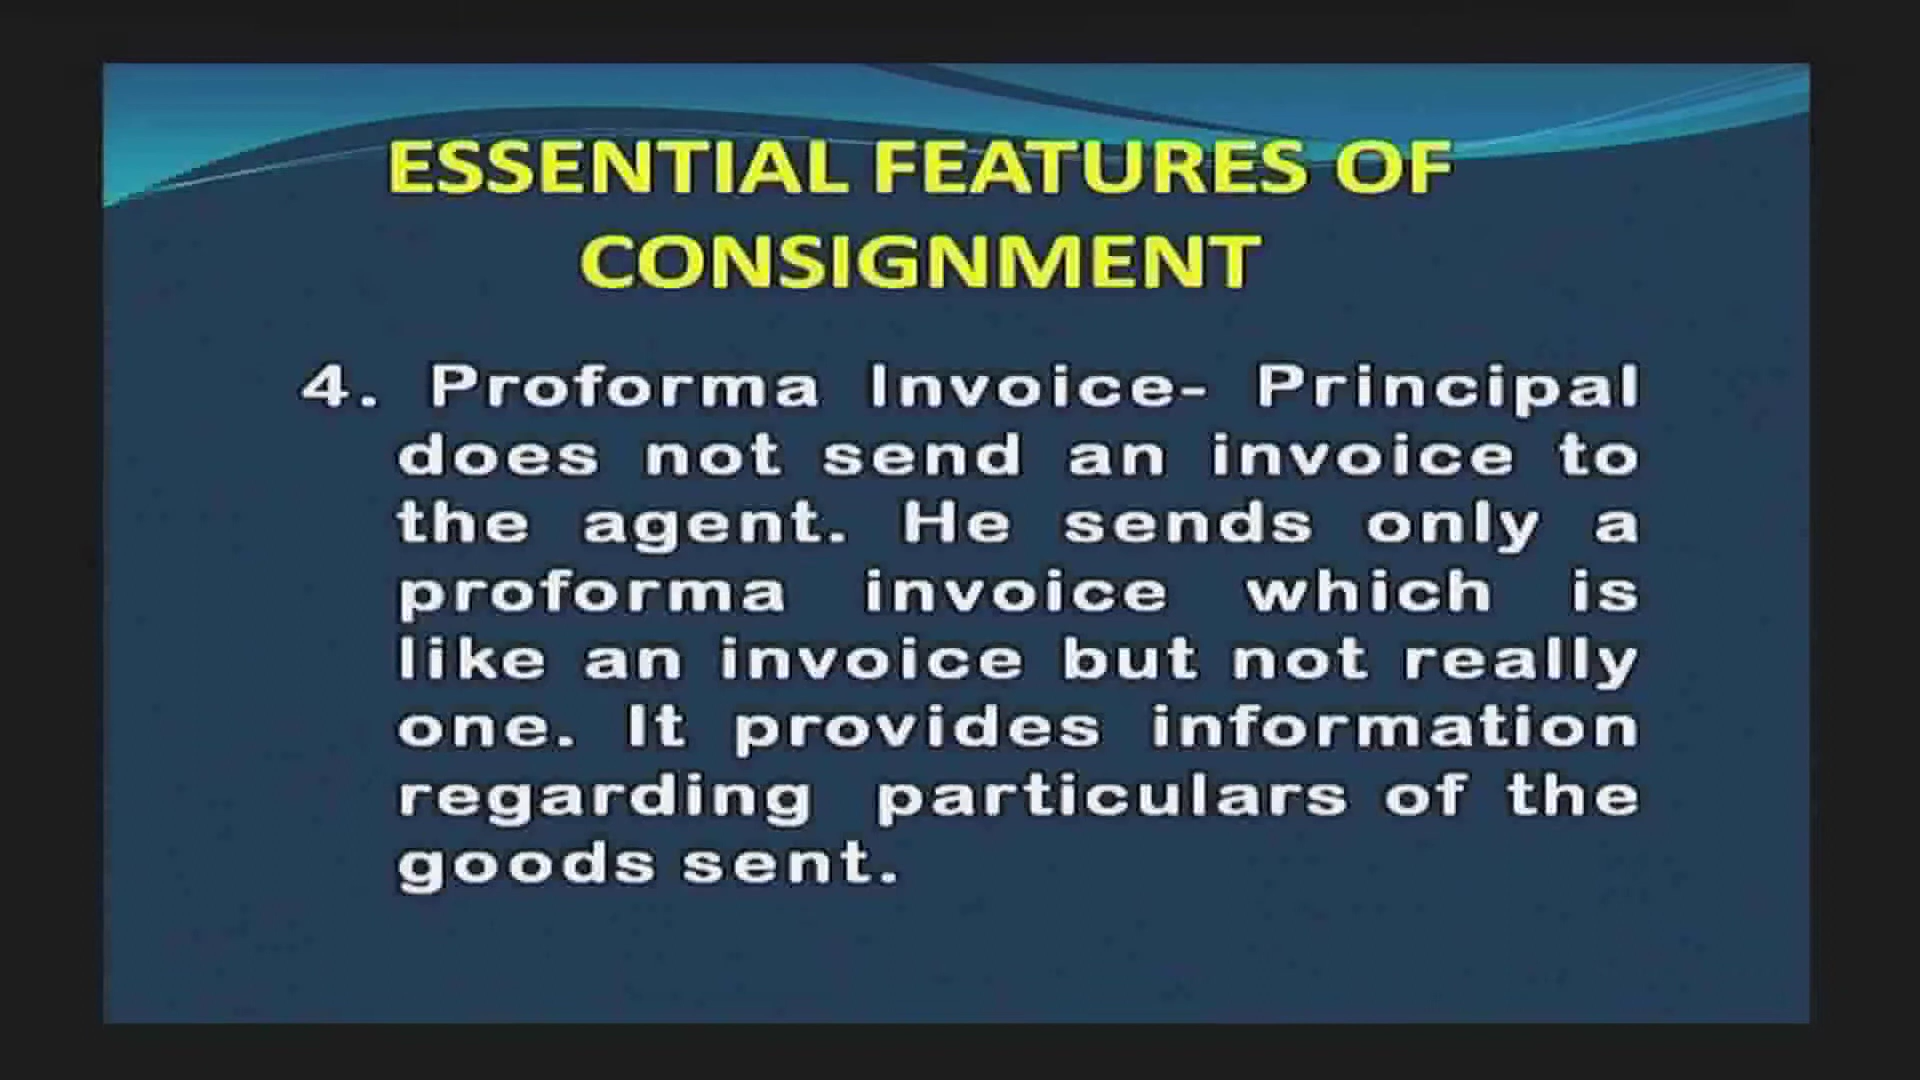 ESSENTIAL FEATURES OF
CONSIGNMENT
4. Proforma Invoice- Principal
does not send an invoice to
the agent. He sends only a
proforma invoice which is
like an invoice but not really
one. It provides information
regarding particulars of the
goods sent.